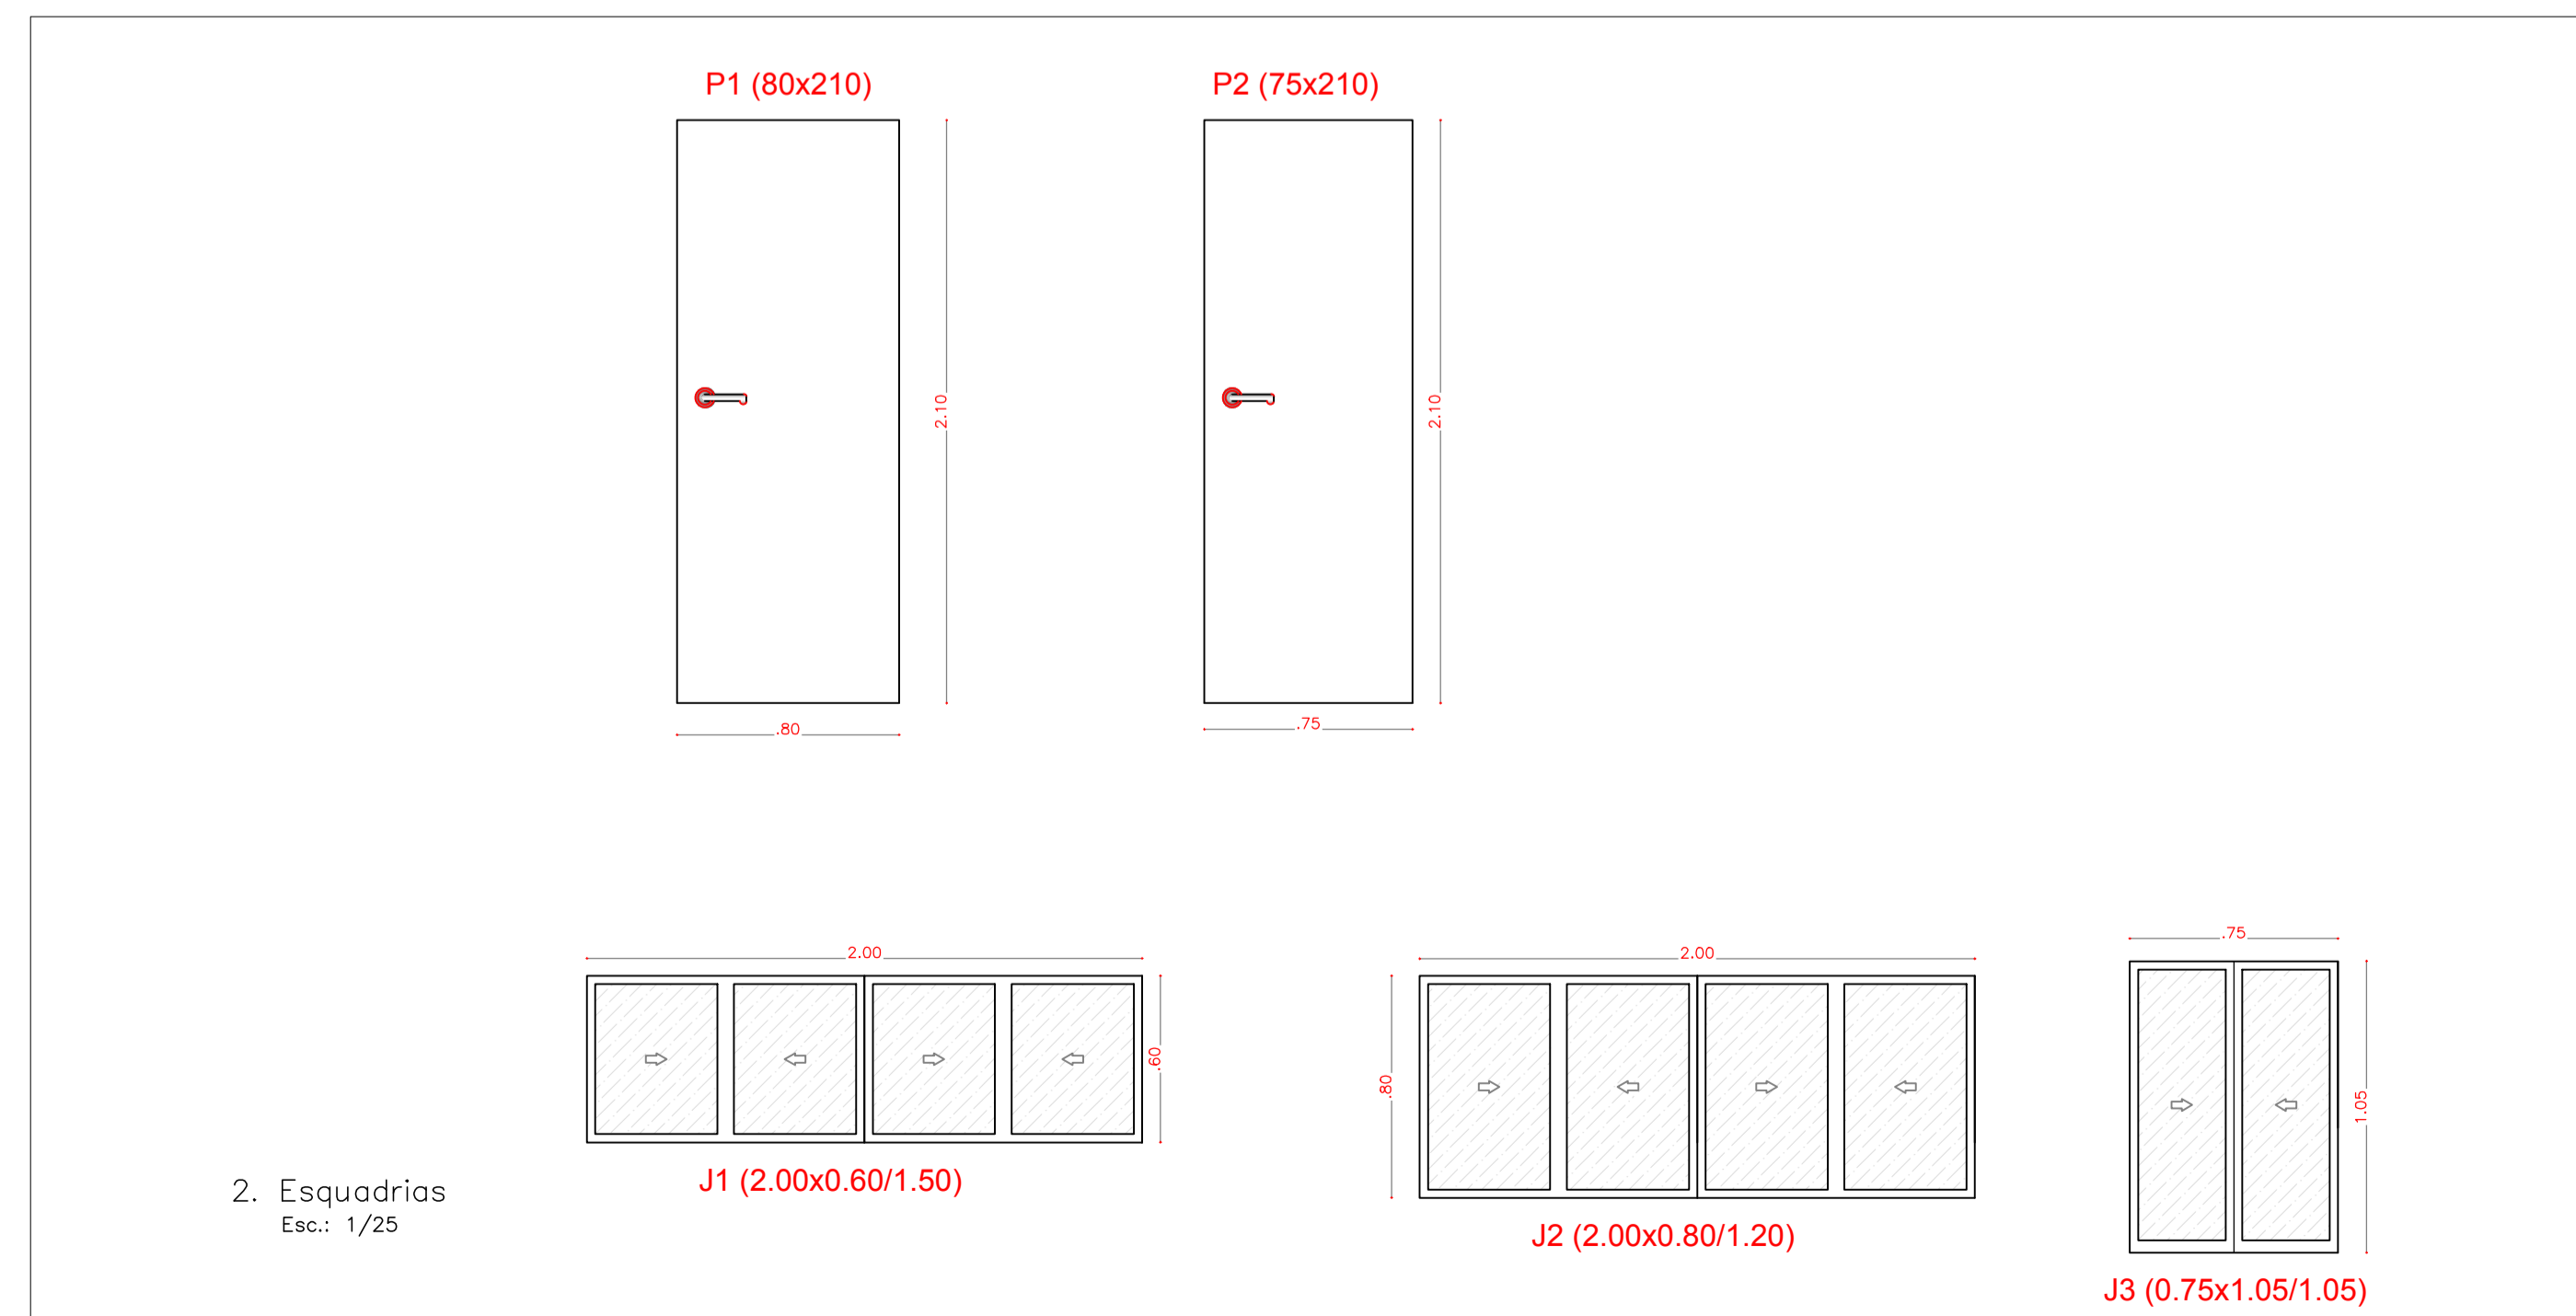 P1 (80x210)
P2 (75x210)
2.10
2.10
.80
.75
2.00
2.00
.75
.60
.80
1.05
J1 (2.00x0.60/1.50)
J2 (2.00x0.80/1.20)
J3 (0.75x1.05/1.05)
2. Esquadrias
Esc.: 1/25